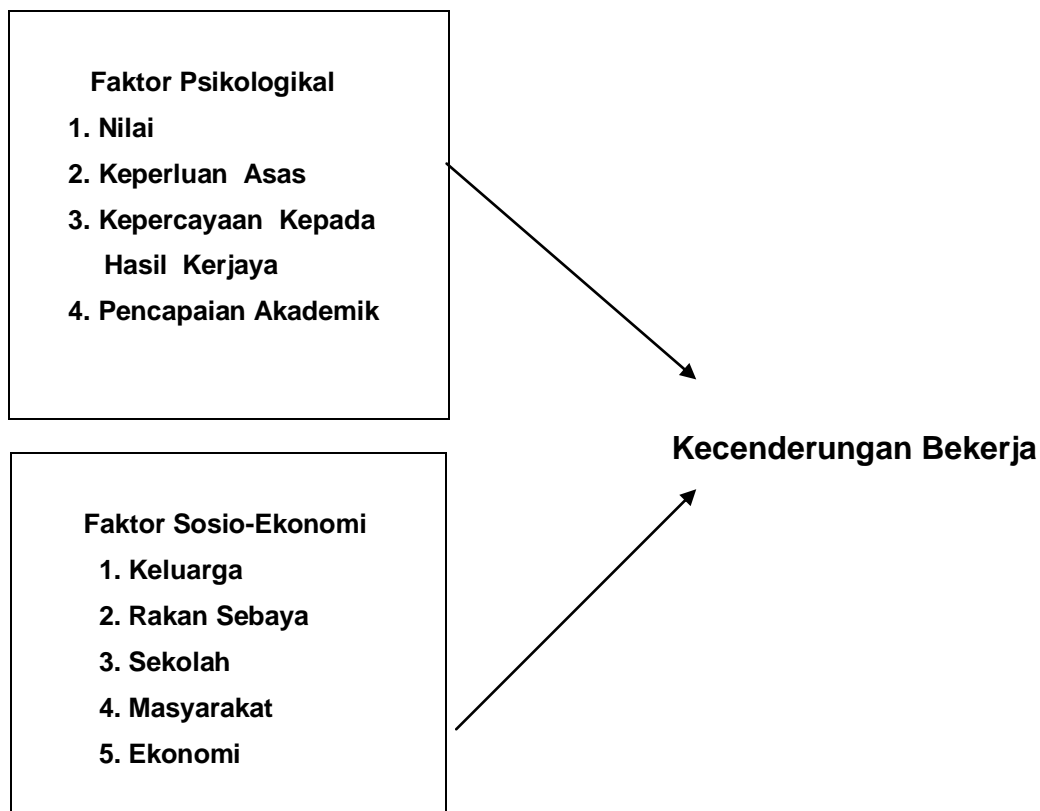 Faktor Psikologikal
1. Nilai
2. Keperluan Asas
3. Kepercayaan Kepada
Hasil Kerjaya
4. Pencapaian Akademik
Kecenderungan Bekerja
Faktor Sosio-Ekonomi
1. Keluarga
2. Rakan Sebaya
3. Sekolah
4. Masyarakat
5. Ekonomi